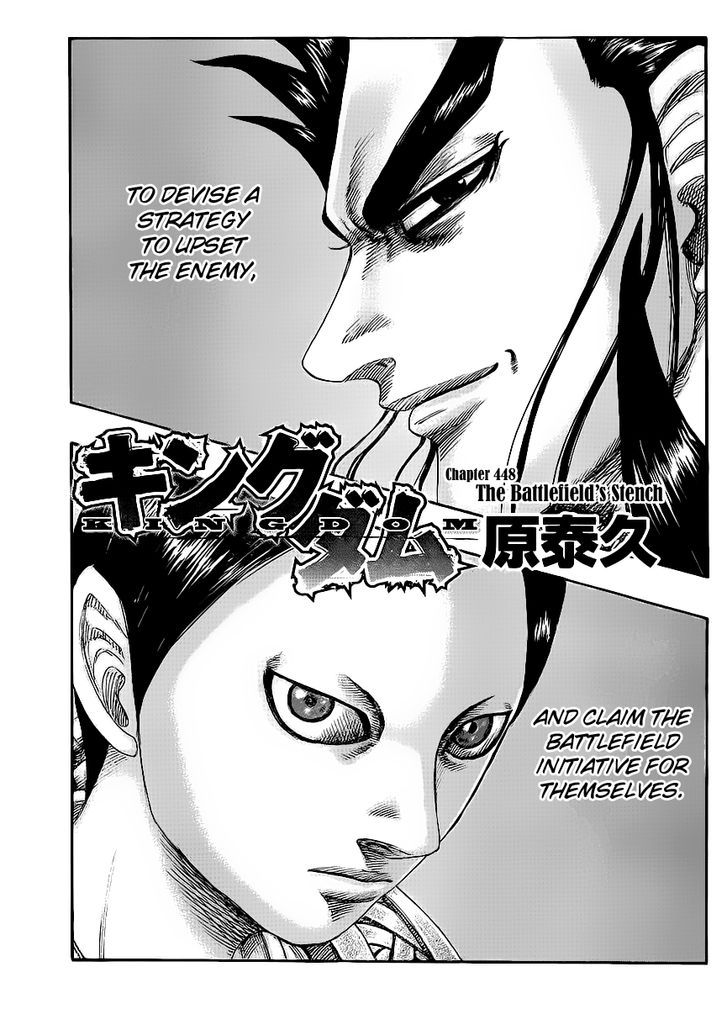 TO DEVISE A
STRATEGY
TO UPSET
THE ENEMY,
キングダム
KINGDOM
Chapter 448
The Battlefield's Stench
原泰久
AND CLAIM THE
BATTLEFIELD
INITIATIVE FOR
THEMSELVES.